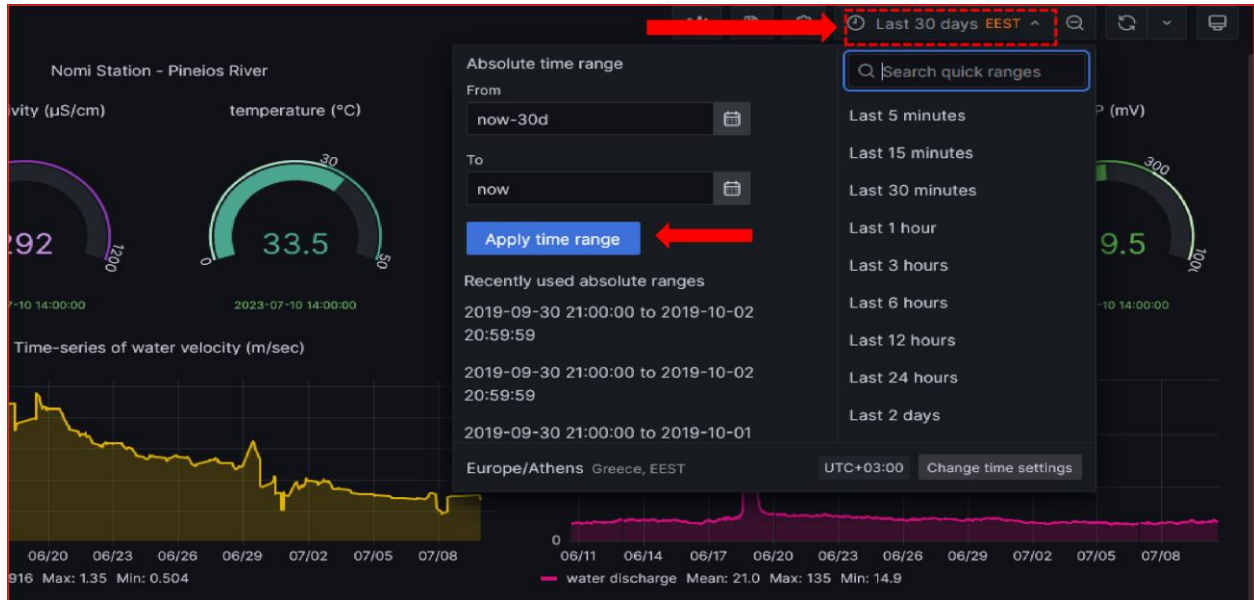 Last 30 days EEST
Nomi Station - Pineios River
temperature (°C)
30
33.5
0
50
1200
2023-07-10 14:00:00
Time-series of water velocity (m/sec)
06/20 06/23 06/26 06/29 07/02 07/05 07/08
916 Max: 1.35 Min: 0.504
Absolute time range
From
now-30d
To
now
Apply time range
Recently used absolute ranges
2019-09-30 21:00:00 to 2019-10-02
20:59:59
2019-09-30 21:00:00 to 2019-10-02
20:59:59
2019-09-30 21:00:00 to 2019-10-01
Search quick ranges
Last 5 minutes
Last 15 minutes
Last 30 minutes
Last 1 hour
Last 3 hours
Last 6 hours
Last 12 hours
Last 24 hours
Last 2 days
Europe/Athens Greece, EEST
UTC+03:00
Change time settings
(mV)
300
9.5
-10 14:00:00
0
06/11 06/14 06/17 06/20 06/23 06/26 06/29 07/02 07/05 07/08
water discharge Mean: 21.0 Max: 135 Min: 14.9
ivity (µS/cm)
292
-10 14:00:00